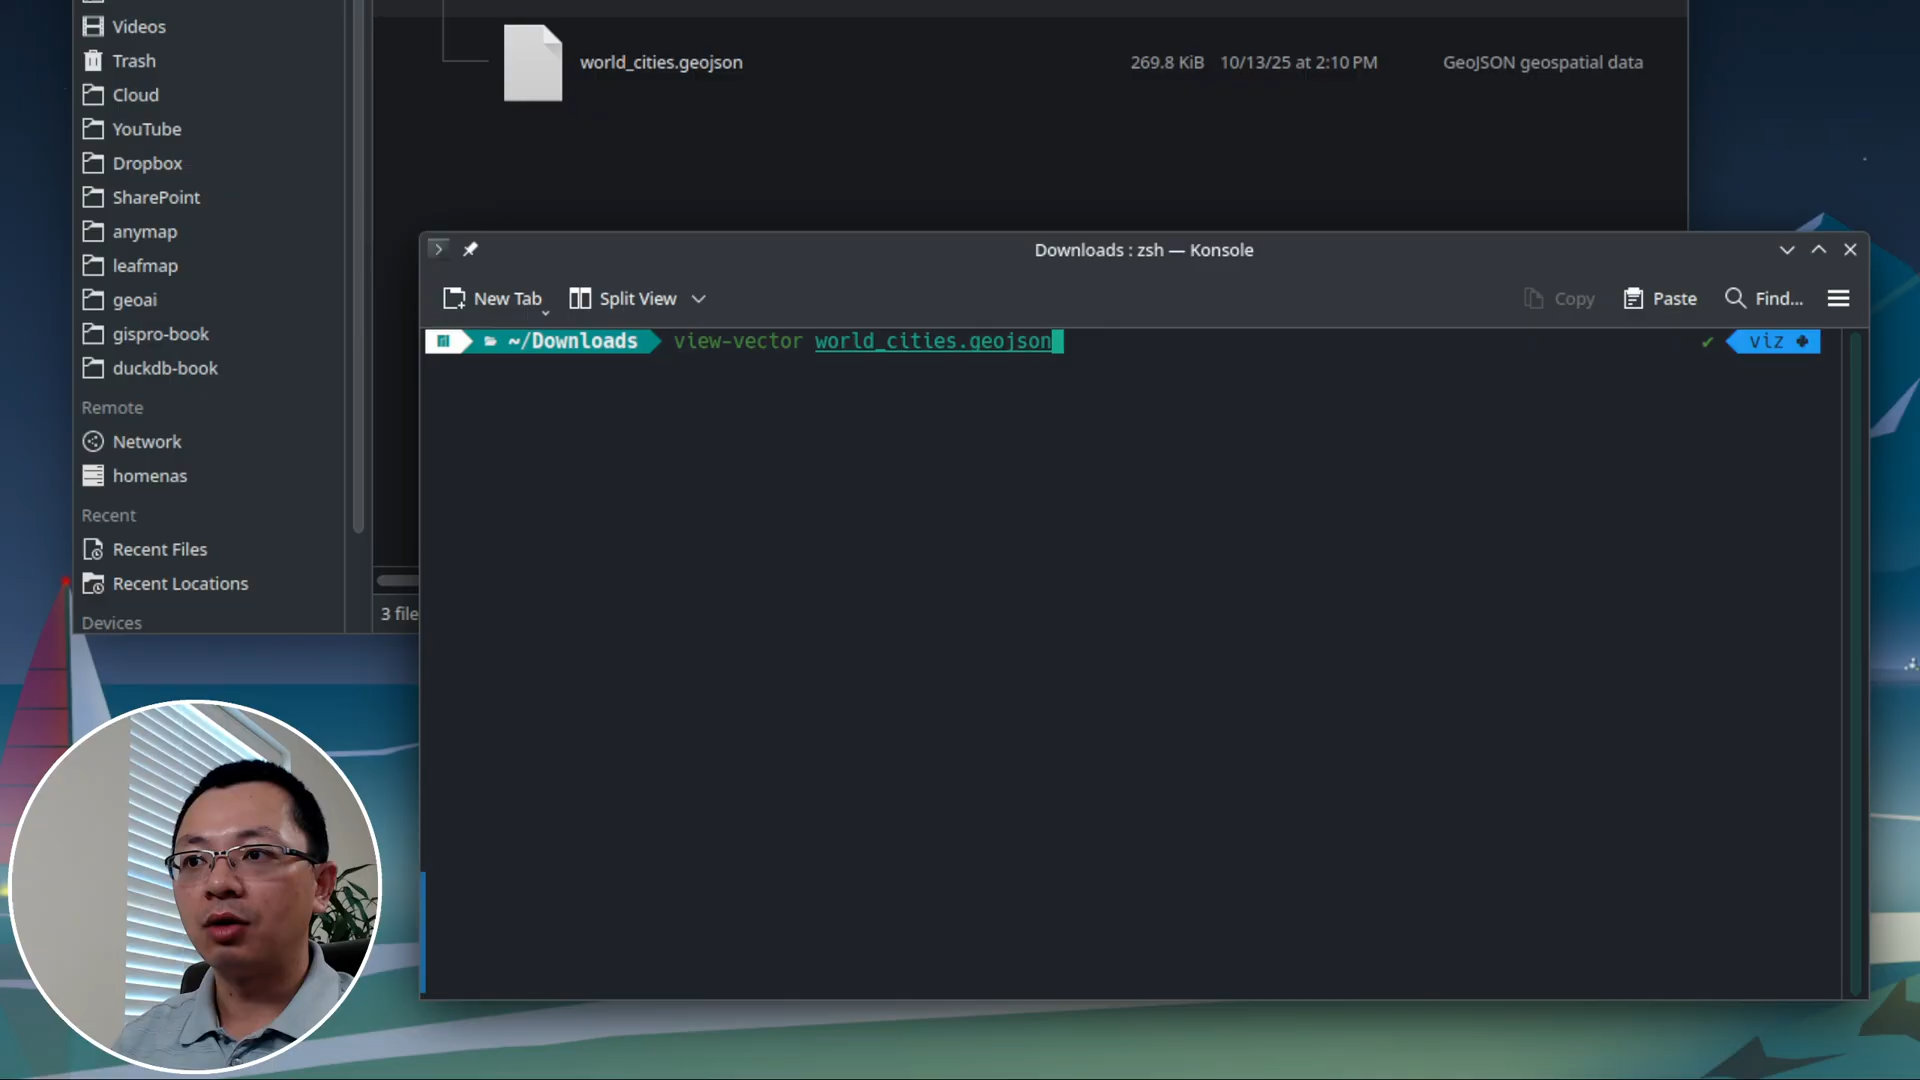 Videos
Trash
Cloud
YouTube
Dropbox
SharePoint
anymap
leafmap
geoai
gispro-book
duckdb-book
Remote
Network
homenas
Recent
Recent Files
Recent Locations
Devices
world_cities.geojson 269.8 KiB 10/13/25 at 2:10 PM GeoJSON geospatial data
3 file
Downloads : zsh — Konsole
New Tab Split View Copy Paste Find...
~/Downloads view-vector world_cities.geojson ✔ viz